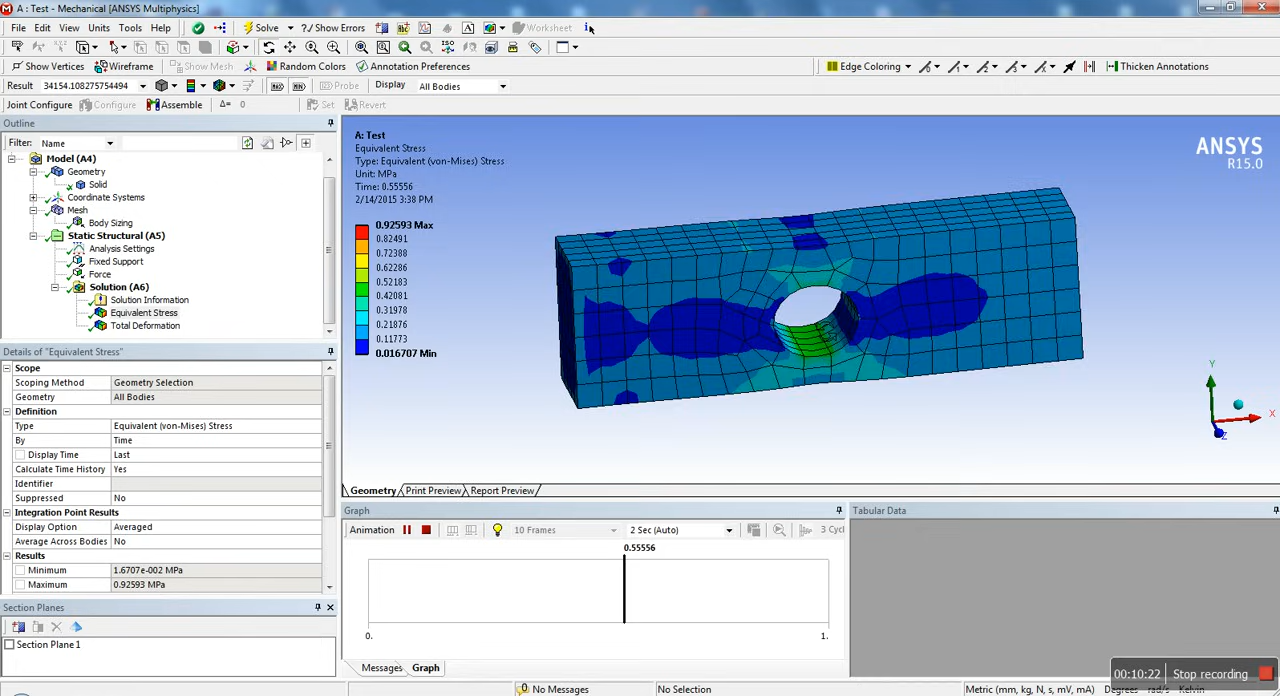 A : Test - Mechanical [ANSYS Multiphysics]
File Edit View Units Tools Help Solve ?/ Show Errors Worksheet
Show Vertices Wireframe Show Mesh Random Colors Annotation Preferences Edge Coloring Thicken Annotations
Result 34154.108275754494 Probe Display All Bodies
Joint Configure Configure Assemble Δ= 0 Set Revert
Outline
Filter: Name
Model (A4)
Geometry
Solid
Coordinate Systems
Mesh
Body Sizing
Static Structural (A5)
Analysis Settings
Fixed Support
Force
Solution (A6)
Solution Information
Equivalent Stress
Total Deformation
Details of "Equivalent Stress"
Scope
Scoping Method Geometry Selection
Geometry All Bodies
Definition
Type Equivalent (von-Mises) Stress
By Time
Display Time Last
Calculate Time History Yes
Identifier
Suppressed No
Integration Point Results
Display Option Averaged
Average Across Bodies No
Results
Minimum 1.6707e-002 MPa
Maximum 0.92593 MPa
Section Planes
Section Plane 1
A: Test
Equivalent Stress
Type: Equivalent (von-Mises) Stress
Unit: MPa
Time: 0.55556
2/14/2015 3:38 PM
0.92593 Max
0.82491
0.72388
0.62286
0.52183
0.42081
0.31978
0.21876
0.11773
0.016707 Min
ANSYS
R15.0
Y
X
Z
Geometry Print Preview Report Preview
Graph
Animation 10 Frames 2 Sec (Auto) 3 Cycl
0.55556
0. 1.
Messages Graph
Tabular Data
00:10:22 Stop recording
0 No Messages No Selection Metric (mm, kg, N, s, mV, mA) Degrees rad/s Kelvin